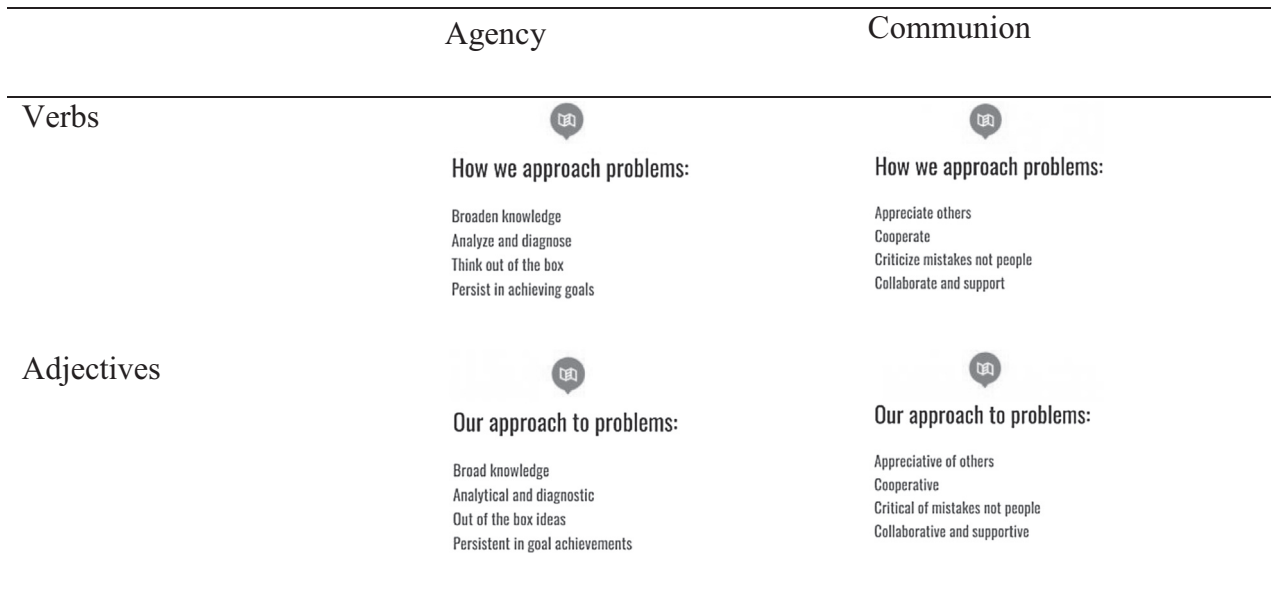 Agency Communion
Verbs
How we approach problems:
Broaden knowledge
Analyze and diagnose
Think out of the box
Persist in achieving goals
How we approach problems:
Appreciate others
Cooperate
Criticize mistakes not people
Collaborate and support
Adjectives
Our approach to problems:
Broad knowledge
Analytical and diagnostic
Out of the box ideas
Persistent in goal achievements
Our approach to problems:
Appreciative of others
Cooperative
Critical of mistakes not people
Collaborative and supportive